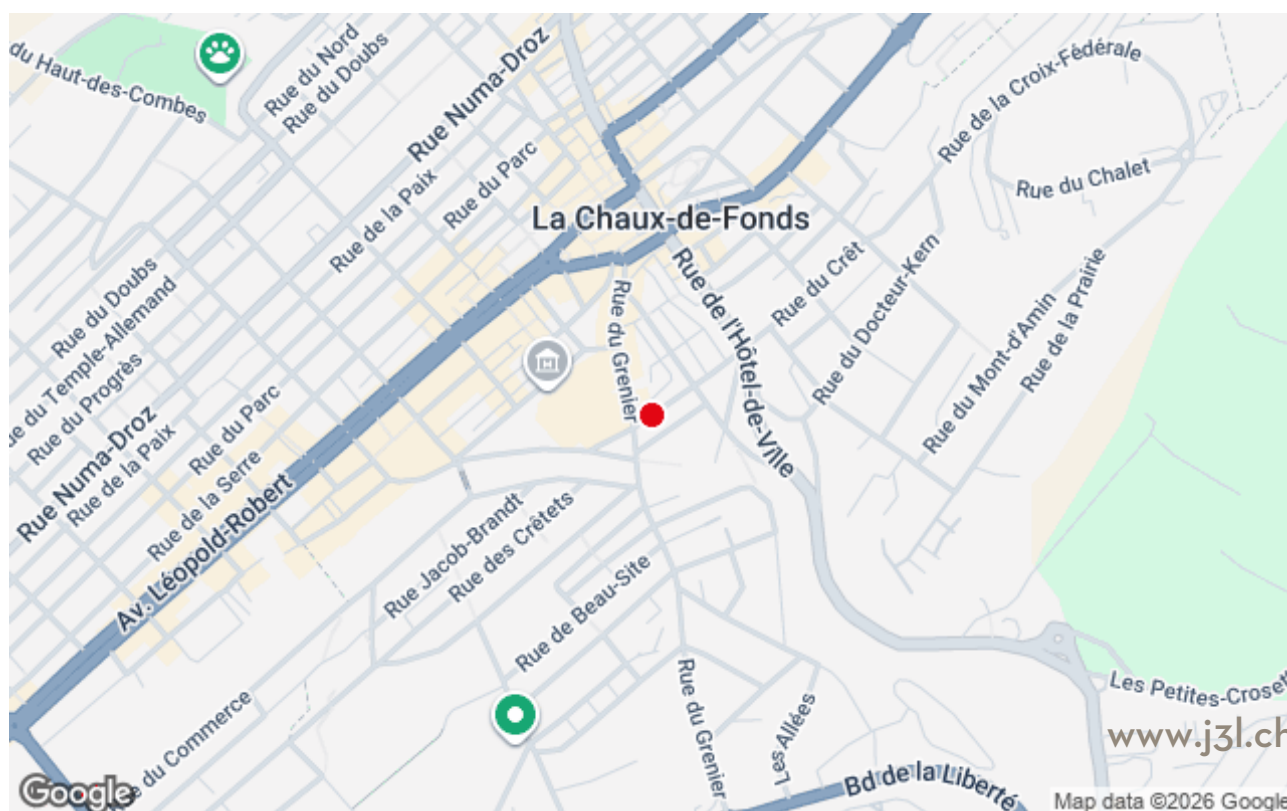 du Haut-des-Combes
Rue du Nord
Rue du Doubs
Rue Numa-Droz
Rue de la Croix-Fédérale
Rue du Parc
Rue de la Paix
Rue du Chalet
La Chaux-de-Fonds
Rue du Doubs
Rue du Temple-Allemand
Rue du Progrès
Rue Numa-Droz
Rue de la Paix
Rue du Parc
Rue de la Serre
Av. Léopold-Robert
Rue du Grenier
Rue de l'Hôtel-de-Ville
Rue du Crêt
Rue du Docteur-Kern
Rue du Mont-d'Amin
Rue de la Prairie
Rue Jacob-Brandt
Rue des Crêtets
Rue de Beau-Site
Rue du Grenier
Les Allées
Les Petites-Croset
www.j3l.ch
du Commerce
Bd de la Liberté
Google
Map data ©2026 Google